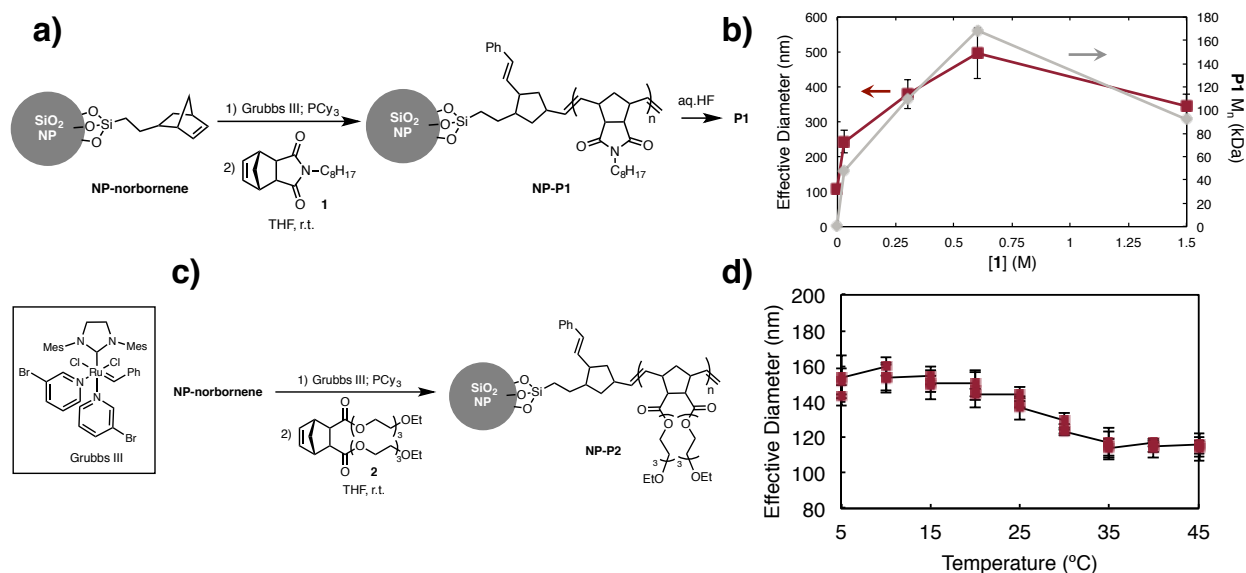 a)
SiO2
NP
O
O
O
Si
NP-norbornene
1) Grubbs III; PCy3
2)
O
N
C8H17
O
1
THF, r.t.
SiO2
NP
O
O
O
Si
Ph
n
O
N
O
C8H17
NP-P1
aq.HF
P1
b)
Effective Diameter (nm)
600
500
400
300
200
100
0
0
0.25
0.5
0.75
1
1.25
1.5
[1] (M)
180
160
140
120
100
80
60
40
20
0
P1 Mn (kDa)
c)
Mes
N
N
Mes
Cl
Cl
Ru
Ph
Br
N
N
Br
Grubbs III
NP-norbornene
1) Grubbs III; PCy3
2)
O
O
O
3
OEt
O
O
3
OEt
O
2
THF, r.t.
SiO2
NP
O
O
O
Si
Ph
n
O
O
O
O
O
O
3
3
EtO
OEt
NP-P2
d)
Effective Diameter (nm)
200
180
160
140
120
100
80
5
15
25
35
45
Temperature (ºC)